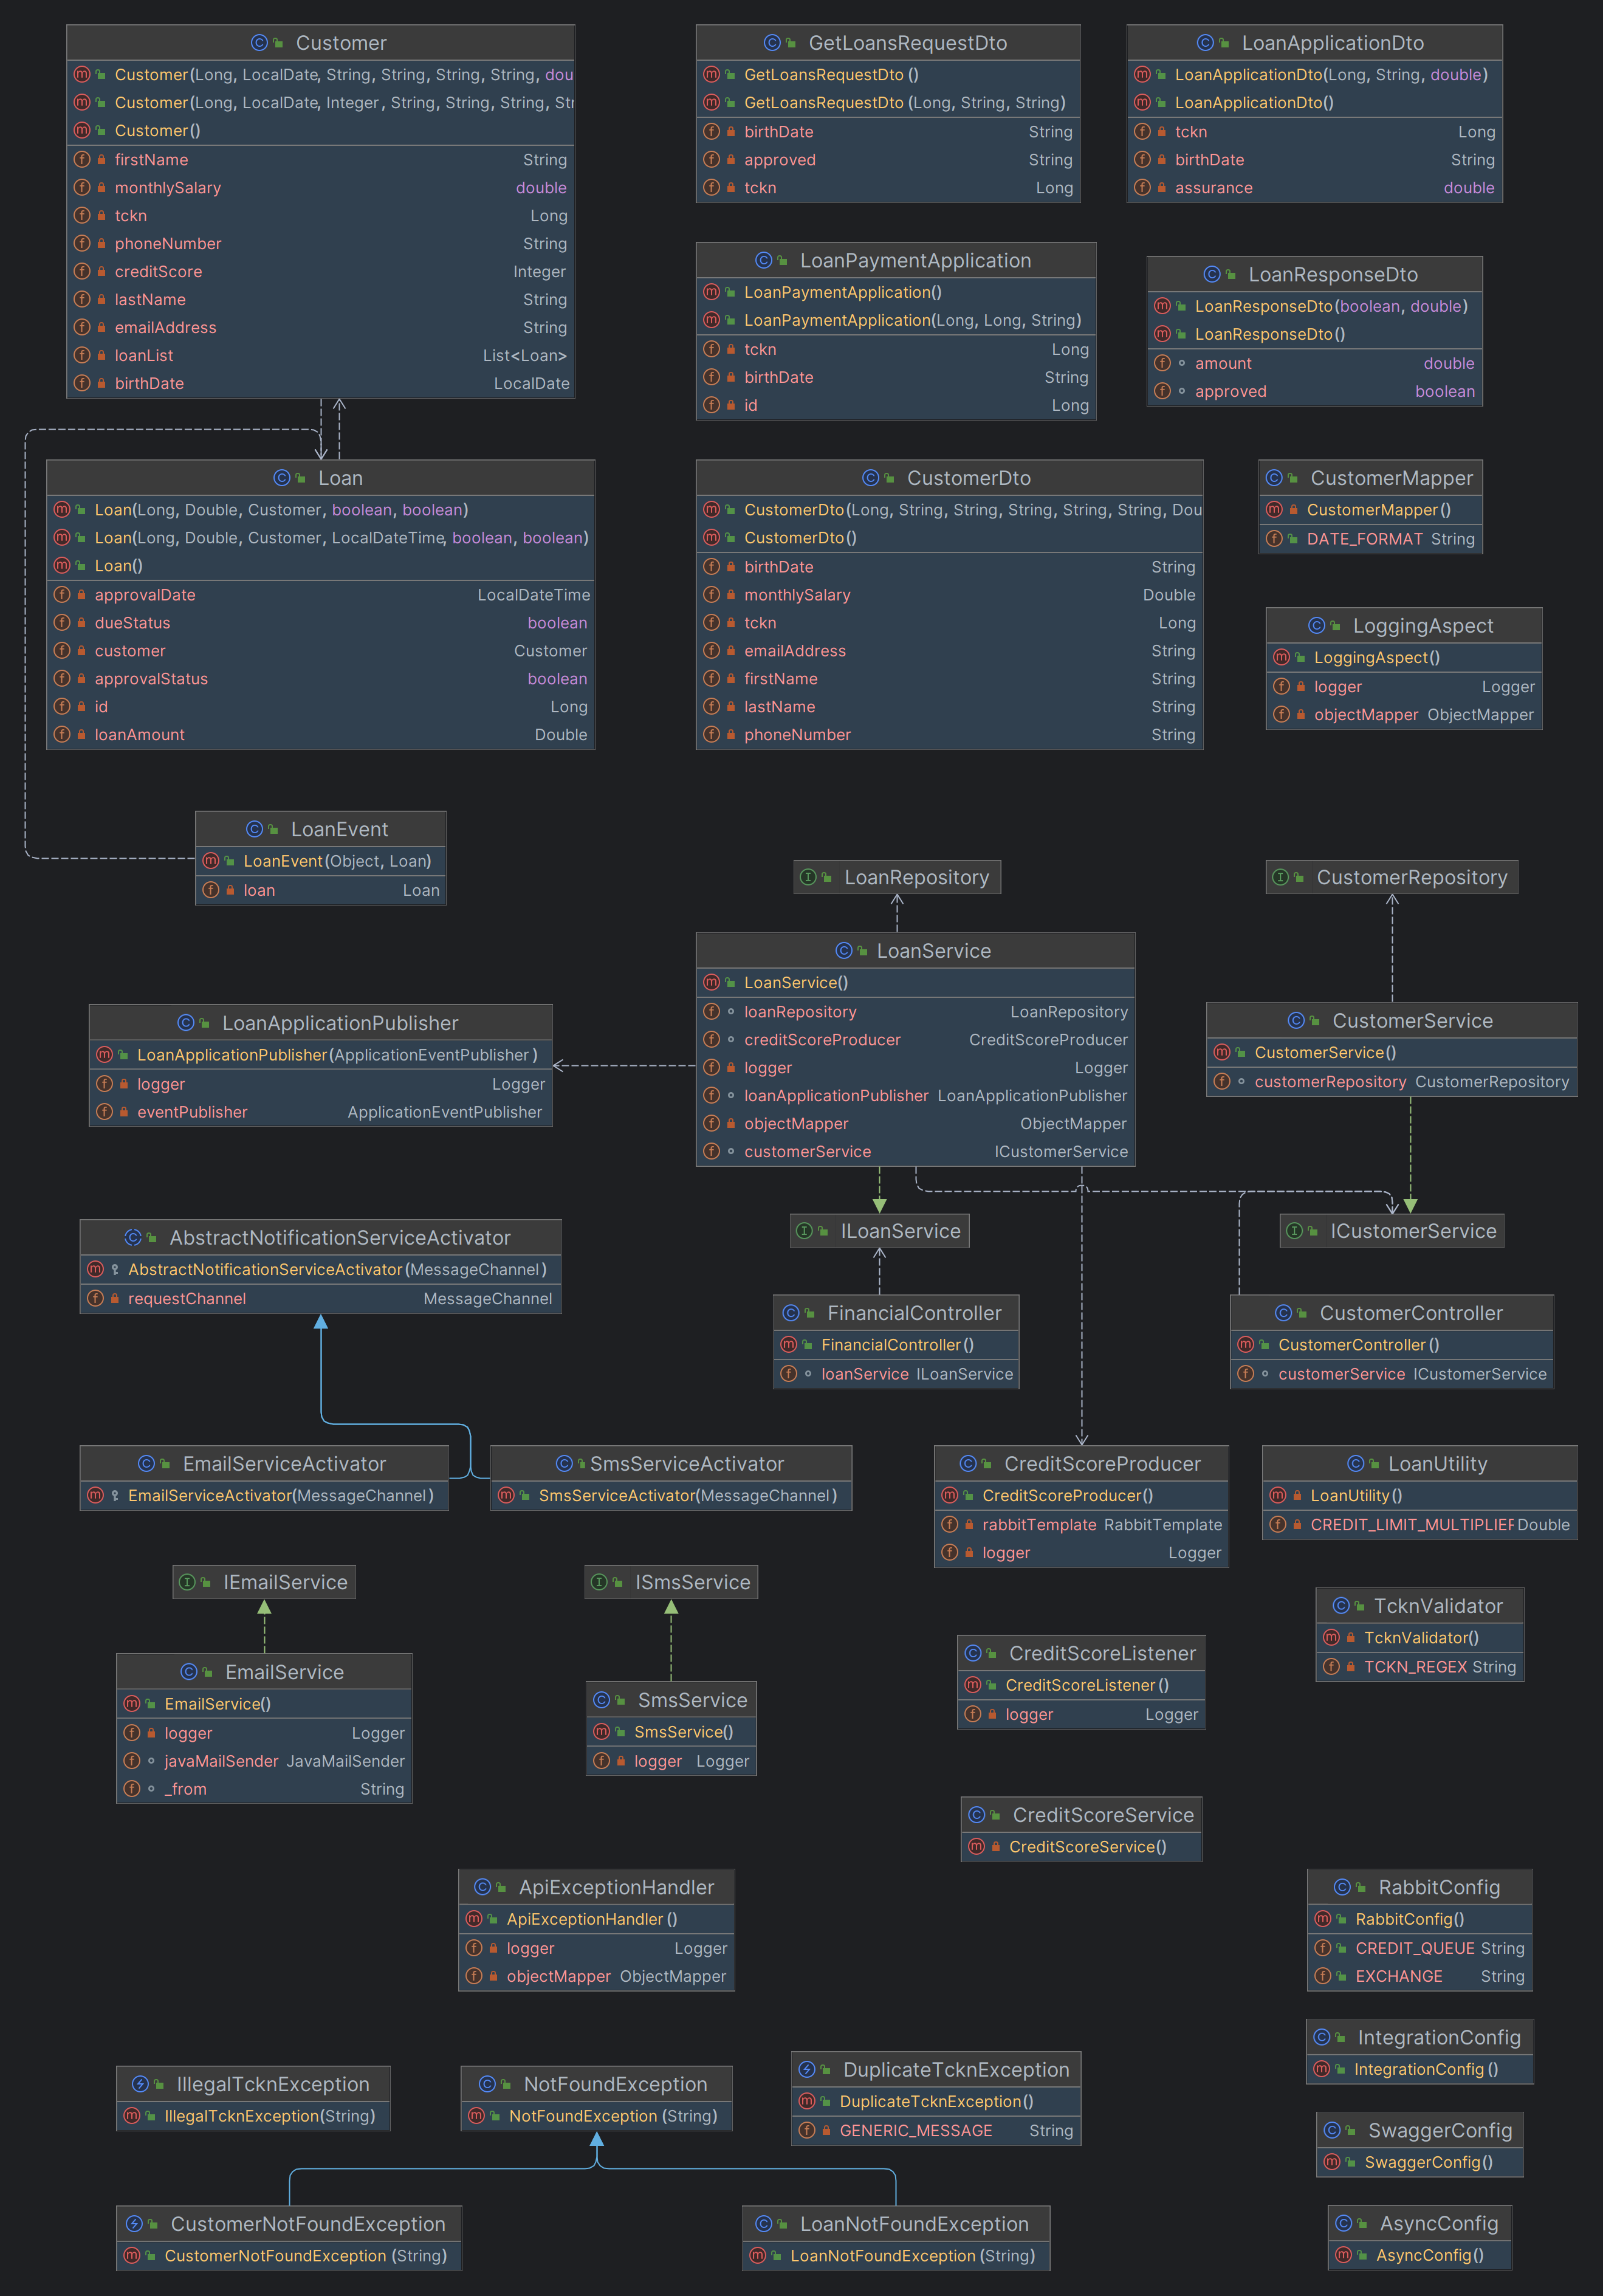 Customer
Customer(Long, LocalDate, String, String, String, String, dou
Customer(Long, LocalDate, Integer, String, String, String, Str
Customer()
firstName String
monthlySalary double
tckn Long
phoneNumber String
creditScore Integer
lastName String
emailAddress String
loanList List<Loan>
birthDate LocalDate
GetLoansRequestDto
GetLoansRequestDto()
GetLoansRequestDto(Long, String, String)
birthDate String
approved String
tckn Long
LoanApplicationDto
LoanApplicationDto(Long, String, double)
LoanApplicationDto()
tckn Long
birthDate String
assurance double
LoanPaymentApplication
LoanPaymentApplication()
LoanPaymentApplication(Long, Long, String)
tckn Long
birthDate String
id Long
LoanResponseDto
LoanResponseDto(boolean, double)
LoanResponseDto()
amount double
approved boolean
Loan
Loan(Long, Double, Customer, boolean, boolean)
Loan(Long, Double, Customer, LocalDateTime, boolean, boolean)
Loan()
approvalDate LocalDateTime
dueStatus boolean
customer Customer
approvalStatus boolean
id Long
loanAmount Double
CustomerDto
CustomerDto(Long, String, String, String, String, String, Dou
CustomerDto()
birthDate String
monthlySalary Double
tckn Long
emailAddress String
firstName String
lastName String
phoneNumber String
CustomerMapper
CustomerMapper()
DATE_FORMAT String
LoggingAspect
LoggingAspect()
logger Logger
objectMapper ObjectMapper
LoanEvent
LoanEvent(Object, Loan)
loan Loan
LoanRepository
CustomerRepository
LoanService
LoanService()
loanRepository LoanRepository
creditScoreProducer CreditScoreProducer
logger Logger
loanApplicationPublisher LoanApplicationPublisher
objectMapper ObjectMapper
customerService ICustomerService
LoanApplicationPublisher
LoanApplicationPublisher(ApplicationEventPublisher)
logger Logger
eventPublisher ApplicationEventPublisher
CustomerService
CustomerService()
customerRepository CustomerRepository
AbstractNotificationServiceActivator
AbstractNotificationServiceActivator(MessageChannel)
requestChannel MessageChannel
ILoanService
ICustomerService
FinancialController
FinancialController()
loanService ILoanService
CustomerController
CustomerController()
customerService ICustomerService
EmailServiceActivator
EmailServiceActivator(MessageChannel)
SmsServiceActivator
SmsServiceActivator(MessageChannel)
CreditScoreProducer
CreditScoreProducer()
rabbitTemplate RabbitTemplate
logger Logger
LoanUtility
LoanUtility()
CREDIT_LIMIT_MULTIPLIER Double
IEmailService
ISmsService
TcknValidator
TcknValidator()
TCKN_REGEX String
EmailService
EmailService()
logger Logger
javaMailSender JavaMailSender
_from String
SmsService
SmsService()
logger Logger
CreditScoreListener
CreditScoreListener()
logger Logger
CreditScoreService
CreditScoreService()
ApiExceptionHandler
ApiExceptionHandler()
logger Logger
objectMapper ObjectMapper
RabbitConfig
RabbitConfig()
CREDIT_QUEUE String
EXCHANGE String
IntegrationConfig
IntegrationConfig()
IllegalTcknException
IllegalTcknException(String)
NotFoundException
NotFoundException(String)
DuplicateTcknException
DuplicateTcknException()
GENERIC_MESSAGE String
SwaggerConfig
SwaggerConfig()
CustomerNotFoundException
CustomerNotFoundException(String)
LoanNotFoundException
LoanNotFoundException(String)
AsyncConfig
AsyncConfig()